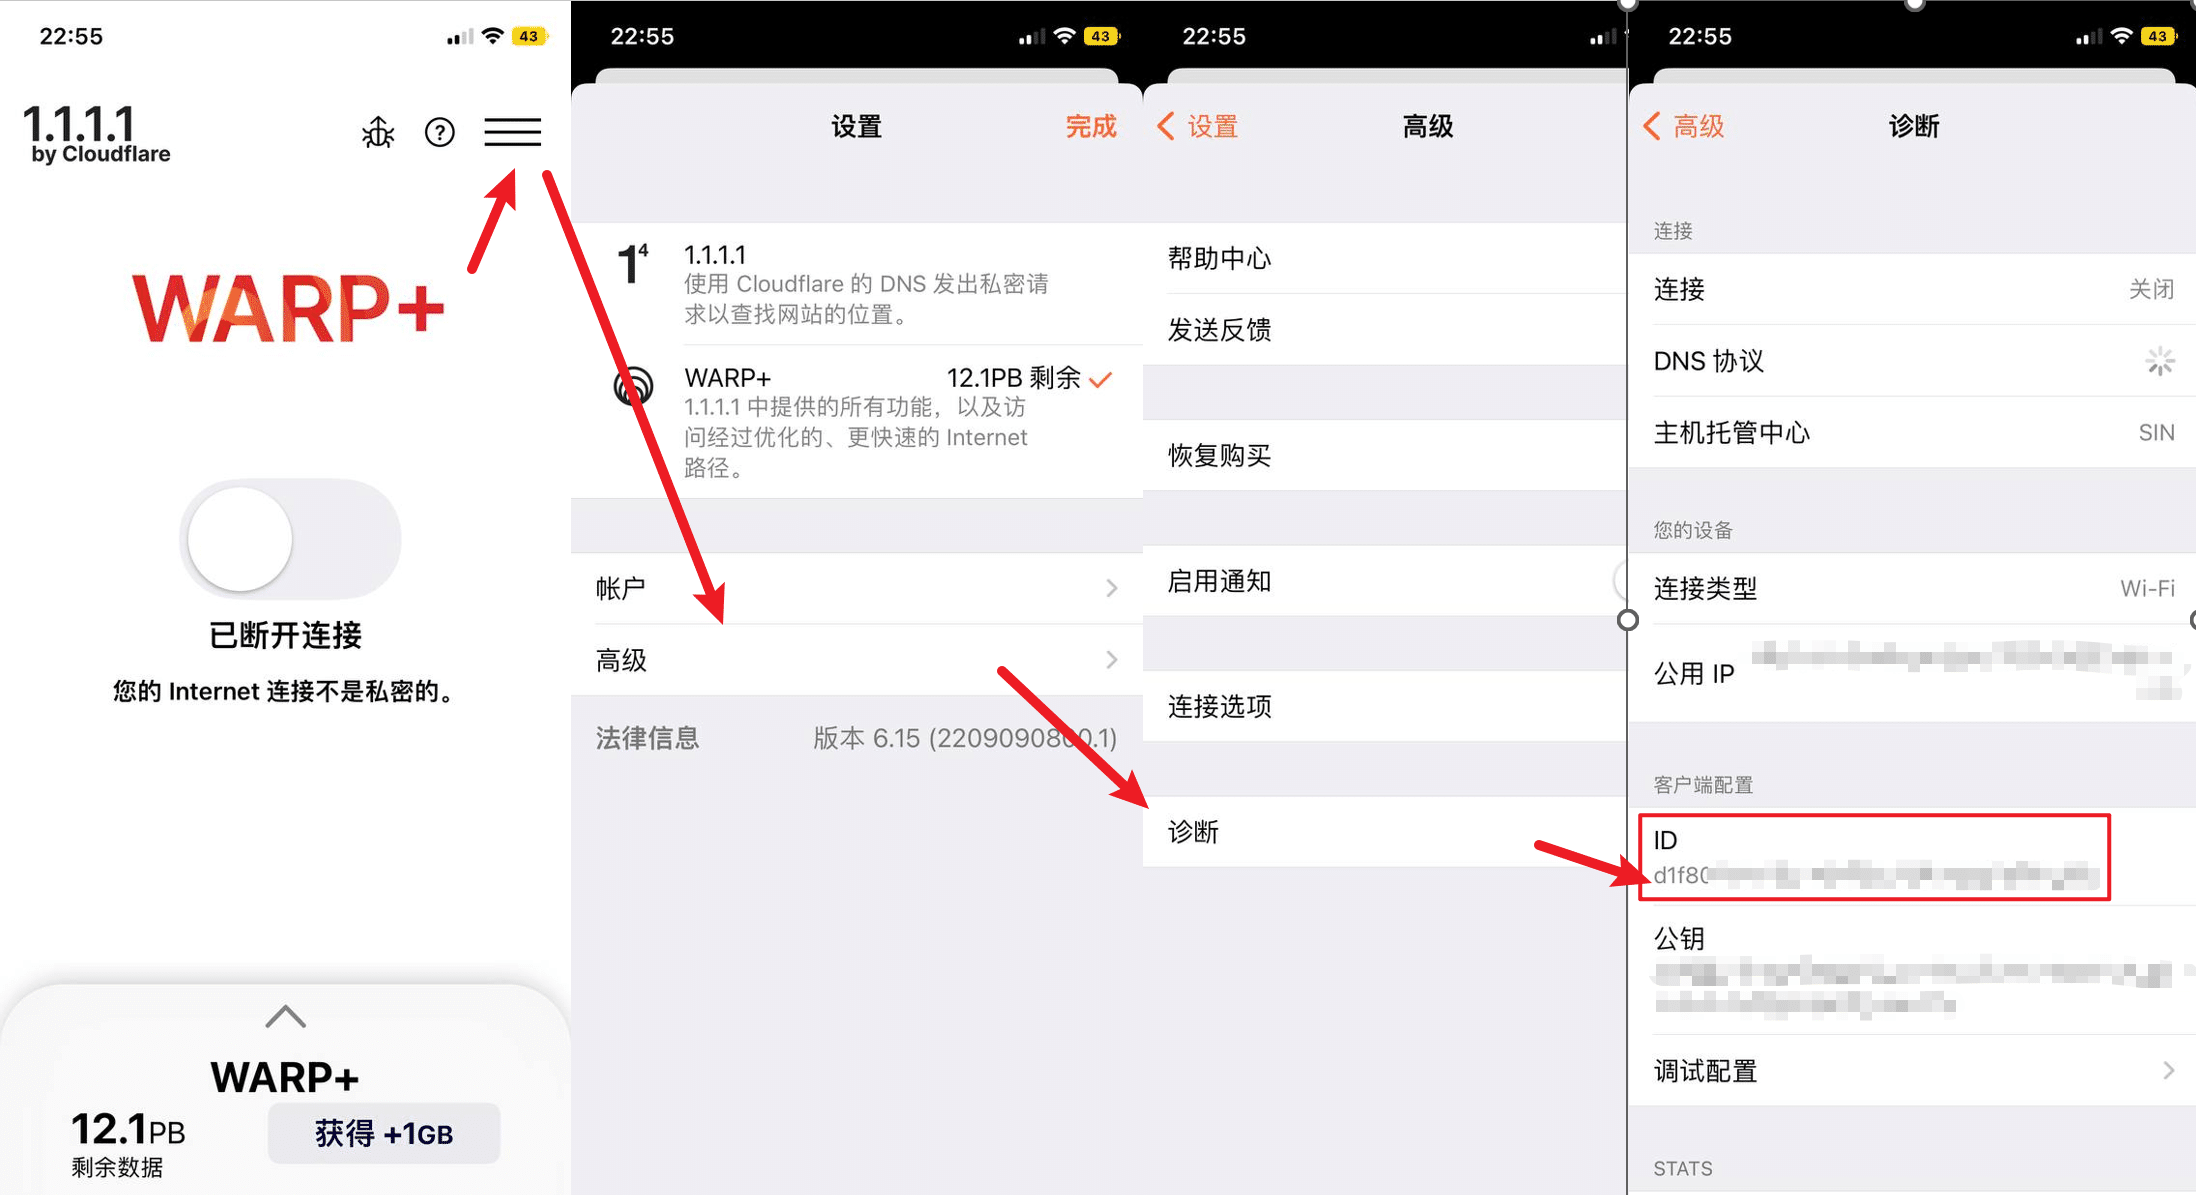 22:55
43
1.1.1.1
by Cloudflare
WARP+
已断开连接
您的 Internet 连接不是私密的。
WARP+
12.1PB
剩余数据
获得 +1GB
22:55
43
设置
完成
1.1.1.1
使用 Cloudflare 的 DNS 发出私密请
求以查找网站的位置。
WARP+
12.1PB 剩余
1.1.1.1 中提供的所有功能，以及访
问经过优化的、更快速的 Internet
路径。
帐户
高级
法律信息
版本 6.15 (2209090800.1)
22:55
设置
高级
帮助中心
发送反馈
恢复购买
启用通知
连接选项
诊断
22:55
43
高级
诊断
连接
连接
关闭
DNS 协议
主机托管中心
SIN
您的设备
连接类型
Wi-Fi
公用 IP
客户端配置
ID
d1f80
公钥
调试配置
STATS